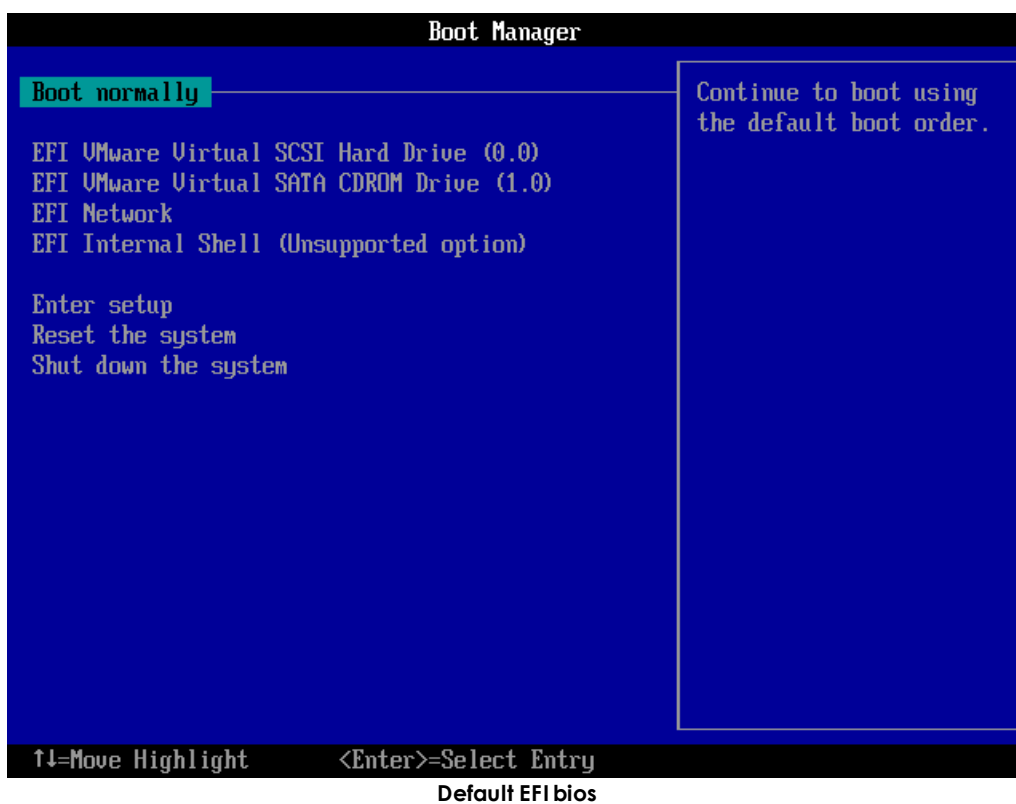 Boot Manager
Boot normally
Continue to boot using
the default boot order.
EFI VMware Virtual SCSI Hard Drive (0.0)
EFI VMware Virtual SATA CDROM Drive (1.0)
EFI Network
EFI Internal Shell (Unsupported option)
Enter setup
Reset the system
Shut down the system
↑↓=Move Highlight <Enter>=Select Entry
Default EFI bios